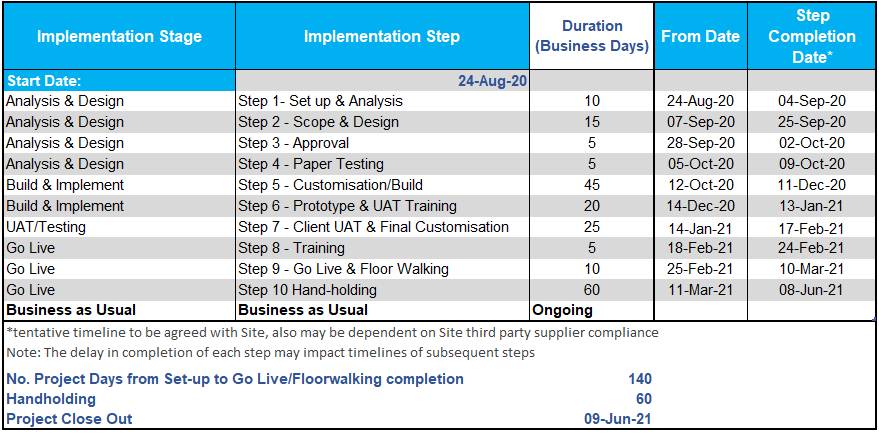 Implementation Stage Implementation Step Duration (Business Days) From Date Step Completion Date*
Start Date: 24-Aug-20
Analysis & Design Step 1- Set up & Analysis 10 24-Aug-20 04-Sep-20
Analysis & Design Step 2 - Scope & Design 15 07-Sep-20 25-Sep-20
Analysis & Design Step 3 - Approval 5 28-Sep-20 02-Oct-20
Analysis & Design Step 4 - Paper Testing 5 05-Oct-20 09-Oct-20
Build & Implement Step 5 - Customisation/Build 45 12-Oct-20 11-Dec-20
Build & Implement Step 6 - Prototype & UAT Training 20 14-Dec-20 13-Jan-21
UAT/Testing Step 7 - Client UAT & Final Customisation 25 14-Jan-21 17-Feb-21
Go Live Step 8 - Training 5 18-Feb-21 24-Feb-21
Go Live Step 9 - Go Live & Floor Walking 10 25-Feb-21 10-Mar-21
Go Live Step 10 Hand-holding 60 11-Mar-21 08-Jun-21
Business as Usual Business as Usual Ongoing
*tentative timeline to be agreed with Site, also may be dependent on Site third party supplier compliance
Note: The delay in completion of each step may impact timelines of subsequent steps
No. Project Days from Set-up to Go Live/Floorwalking completion 140
Handholding 60
Project Close Out 09-Jun-21